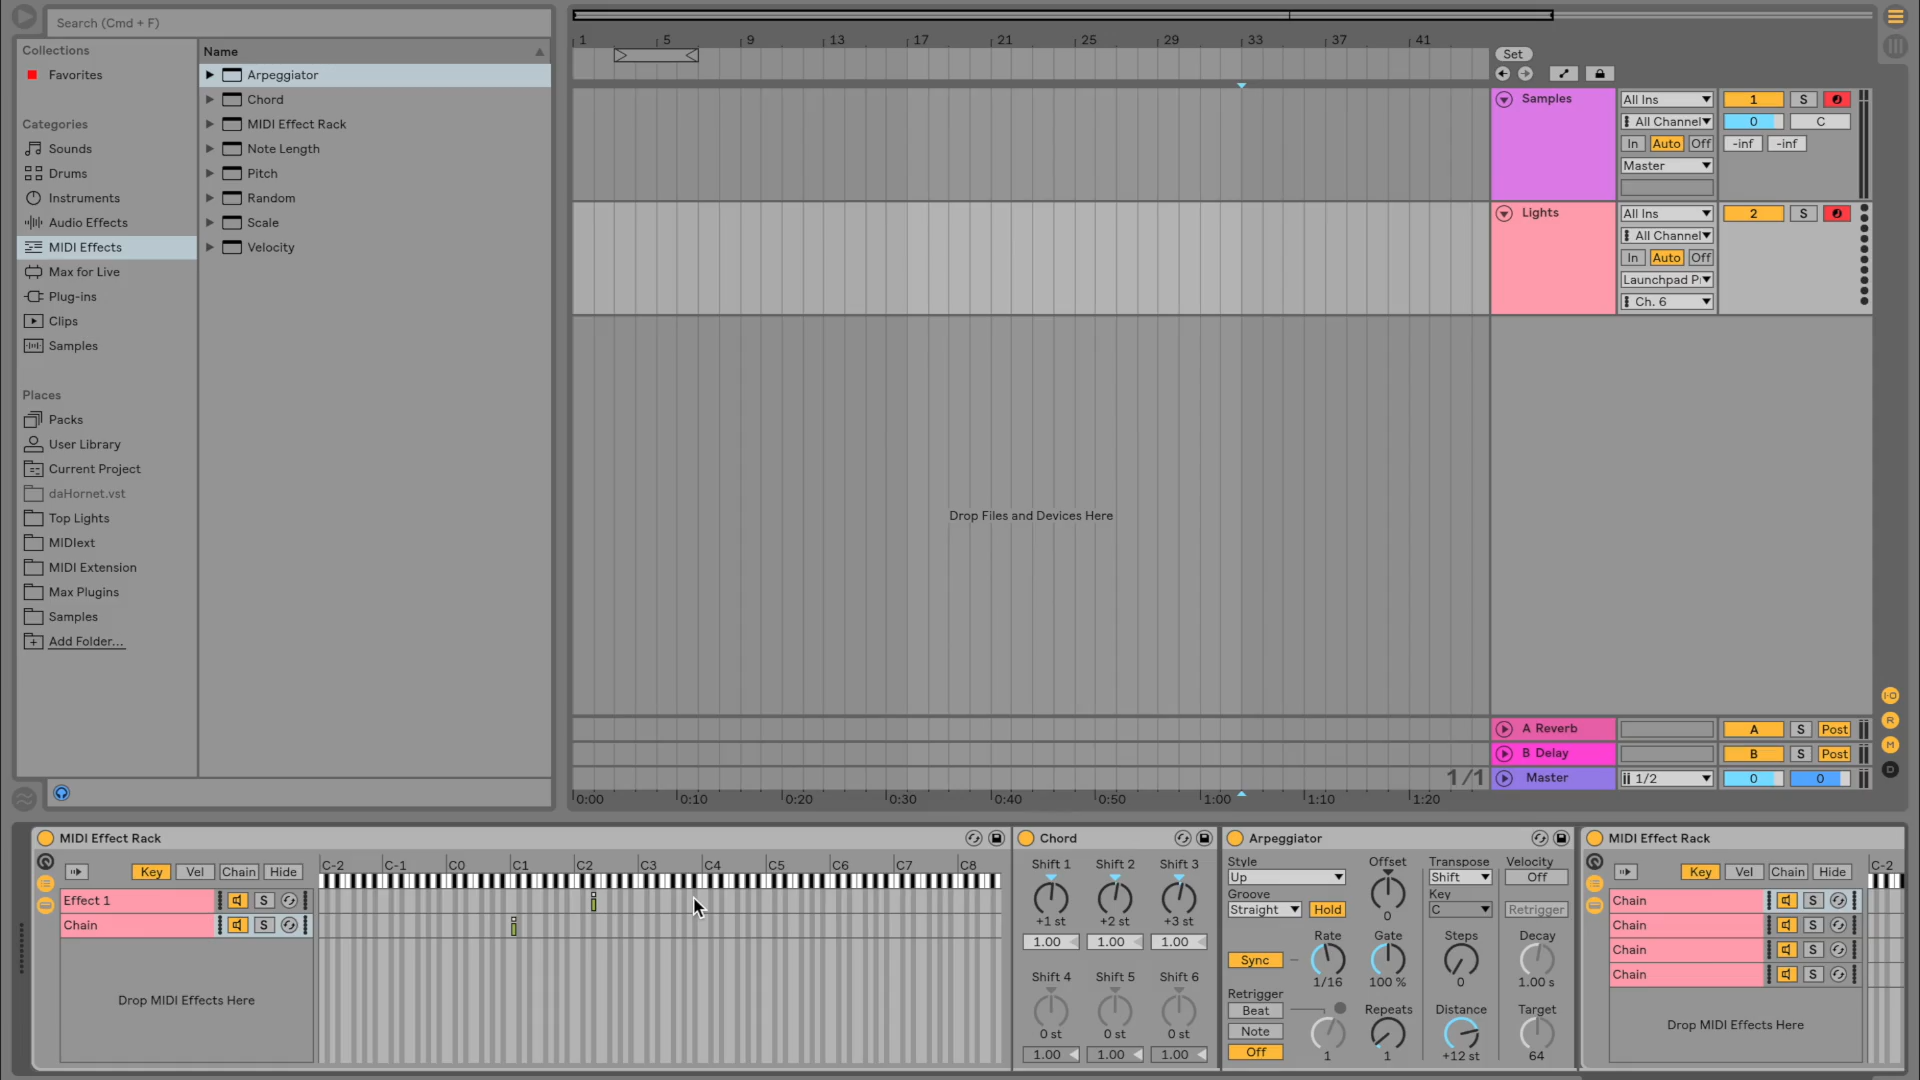 Search (Cmd + F)
Collections
Favorites
Categories
Sounds
Drums
Instruments
Audio Effects
MIDI Effects
Max for Live
Plug-ins
Clips
Samples
Places
Packs
User Library
Current Project
daHornet.vst
Top Lights
MIDIext
MIDI Extension
Max Plugins
Samples
Add Folder...
Name
Arpeggiator
Chord
MIDI Effect Rack
Note Length
Pitch
Random
Scale
Velocity
1 5 9 13 17 21 25 29 33 37 41
Set
Samples All Ins 1 S
All Channel 0 C
In Auto Off -inf -inf
Master
Lights All Ins 2 S
All Channel
In Auto Off
Launchpad P
Ch. 6
Drop Files and Devices Here
A Reverb A S Post
B Delay B S Post
1/1 Master 1/2 0 0
0:00 0:10 0:20 0:30 0:40 0:50 1:00 1:10 1:20
I·O
R
M
D
MIDI Effect Rack
Key Vel Chain Hide
C-2 C-1 C0 C1 C2 C3 C4 C5 C6 C7 C8
Effect 1 S
Chain S
Drop MIDI Effects Here
Chord
Shift 1 Shift 2 Shift 3
+1 st +2 st +3 st
1.00 1.00 1.00
Shift 4 Shift 5 Shift 6
0 st 0 st 0 st
1.00 1.00 1.00
Arpeggiator
Style Offset Transpose Velocity
Up Shift Off
Groove Key
Straight Hold 0 C Retrigger
Rate Gate Steps Decay
Sync
1/16 100 % 0 1.00 s
Retrigger
Beat Repeats Distance Target
Note
Off 1 1 +12 st 64
MIDI Effect Rack
Key Vel Chain Hide C-2
Chain S
Chain S
Chain S
Chain S
Drop MIDI Effects Here